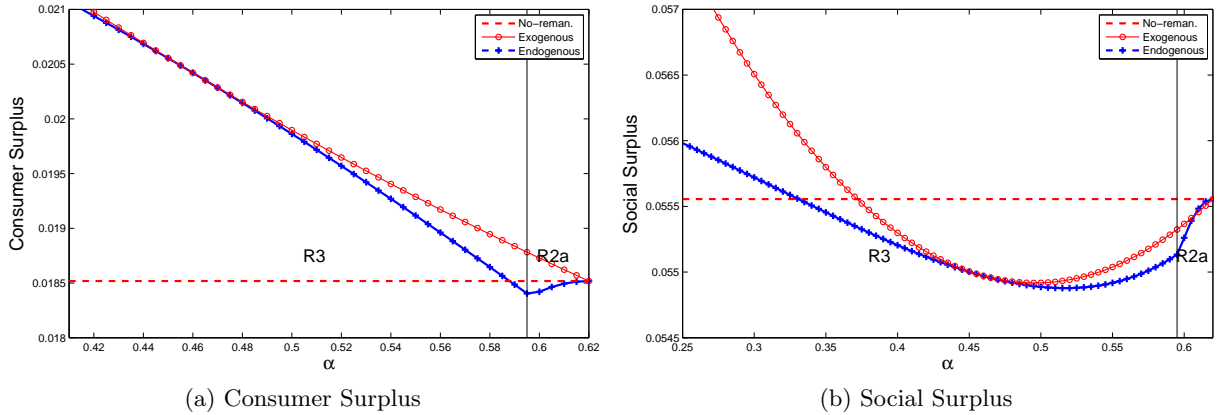 0.021
0.0205
0.02
0.0195
0.019
0.0185
0.018
Consumer Surplus
No-reman.
Exogenous
Endogenous
R3
R2a
0.42 0.44 0.46 0.48 0.5 0.52 0.54 0.56 0.58 0.6 0.62
α
(a) Consumer Surplus
0.057
0.0565
0.056
0.0555
0.055
0.0545
Social Surplus
No-reman.
Exogenous
Endogenous
R3
R2a
0.25 0.3 0.35 0.4 0.45 0.5 0.55 0.6
α
(b) Social Surplus